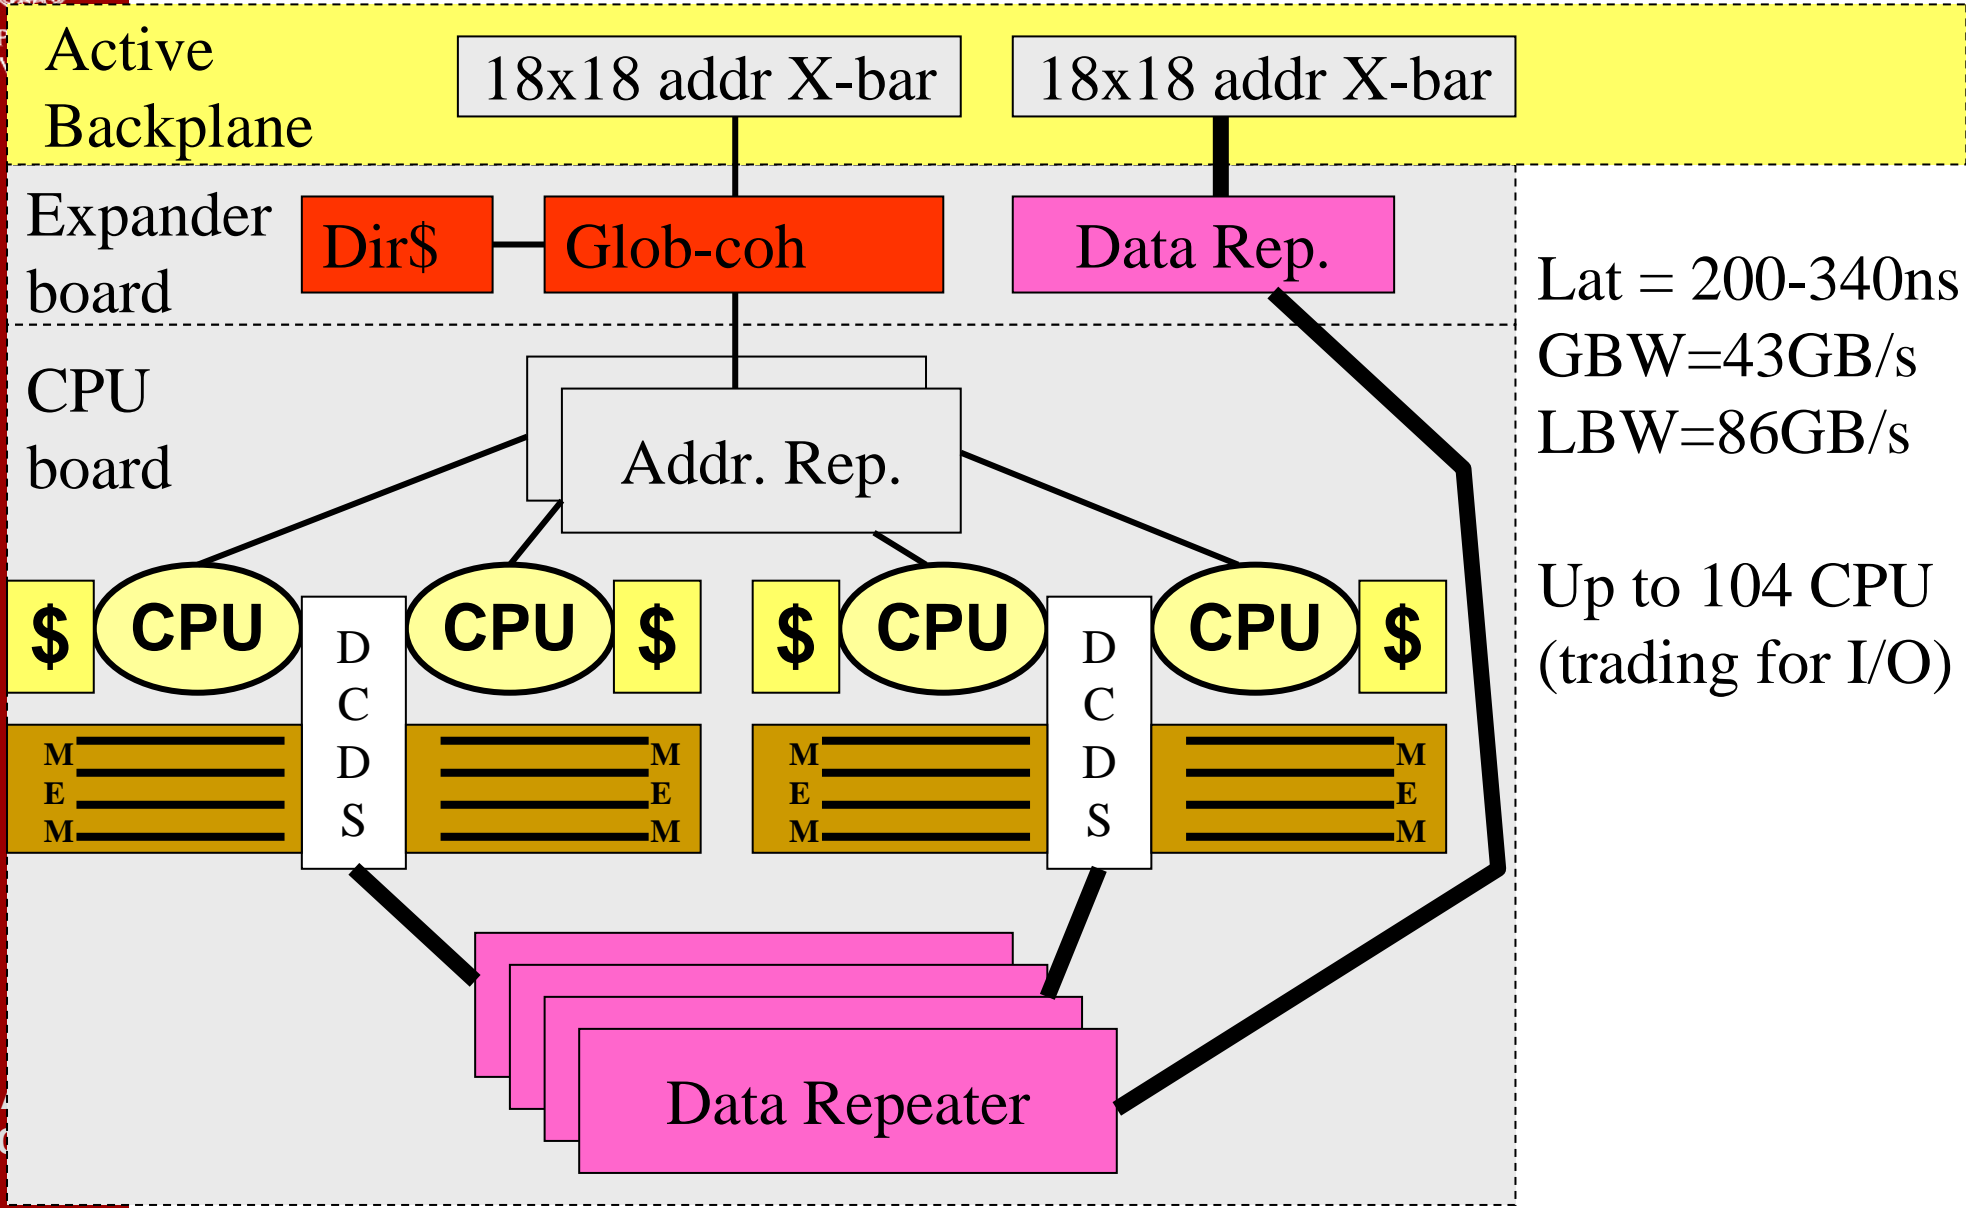 Active
Backplane
18x18 addr X-bar
18x18 addr X-bar
Expander
board
Dir$
Glob-coh
Data Rep.
Lat = 200-340ns
GBW=43GB/s
LBW=86GB/s
CPU
board
Addr. Rep.
Up to 104 CPU
(trading for I/O)
$
CPU
D
C
D
S
CPU
$
$
CPU
D
C
D
S
CPU
$
M
E
M
M
E
M
M
E
M
M
E
M
Data Repeater